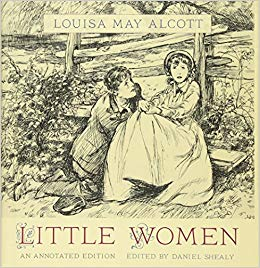 LOUISA MAY ALCOTT
LITTLE WOMEN
AN ANNOTATED EDITION EDITED BY DANIEL SHEALY